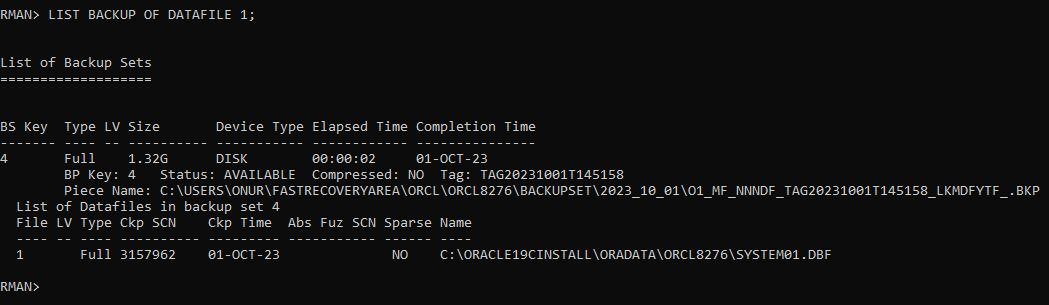 RMAN> LIST BACKUP OF DATAFILE 1;
List of Backup Sets
===================
BS Key  Type LV Size       Device Type Elapsed Time Completion Time
------- ---- -- ---------- ----------- ------------ ---------------
4       Full    1.32G      DISK        00:00:02     01-OCT-23
        BP Key: 4   Status: AVAILABLE  Compressed: NO  Tag: TAG20231001T145158
        Piece Name: C:\USERS\ONUR\FASTRECOVERYAREA\ORCL\ORCL8276\BACKUPSET\2023_10_01\O1_MF_NNNDF_TAG20231001T145158_LKMDFYTF_.BKP
  List of Datafiles in backup set 4
  File LV Type Ckp SCN    Ckp Time  Abs Fuz SCN Sparse Name
  ---- -- ---- ---------- --------- ----------- ------ ----
  1       Full 3157962    01-OCT-23              NO    C:\ORACLE19CINSTALL\ORADATA\ORCL8276\SYSTEM01.DBF
RMAN>